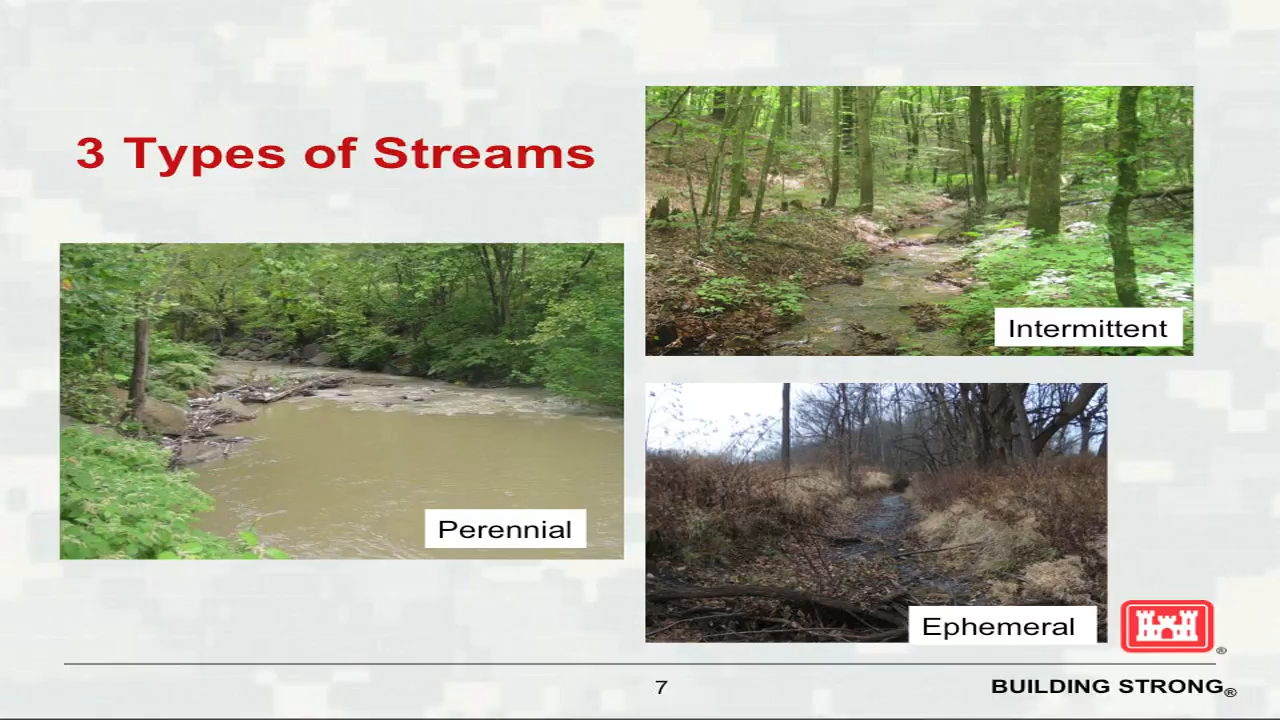 3 Types of Streams
Intermittent
Perennial
Ephemeral
®
7
BUILDING STRONG®